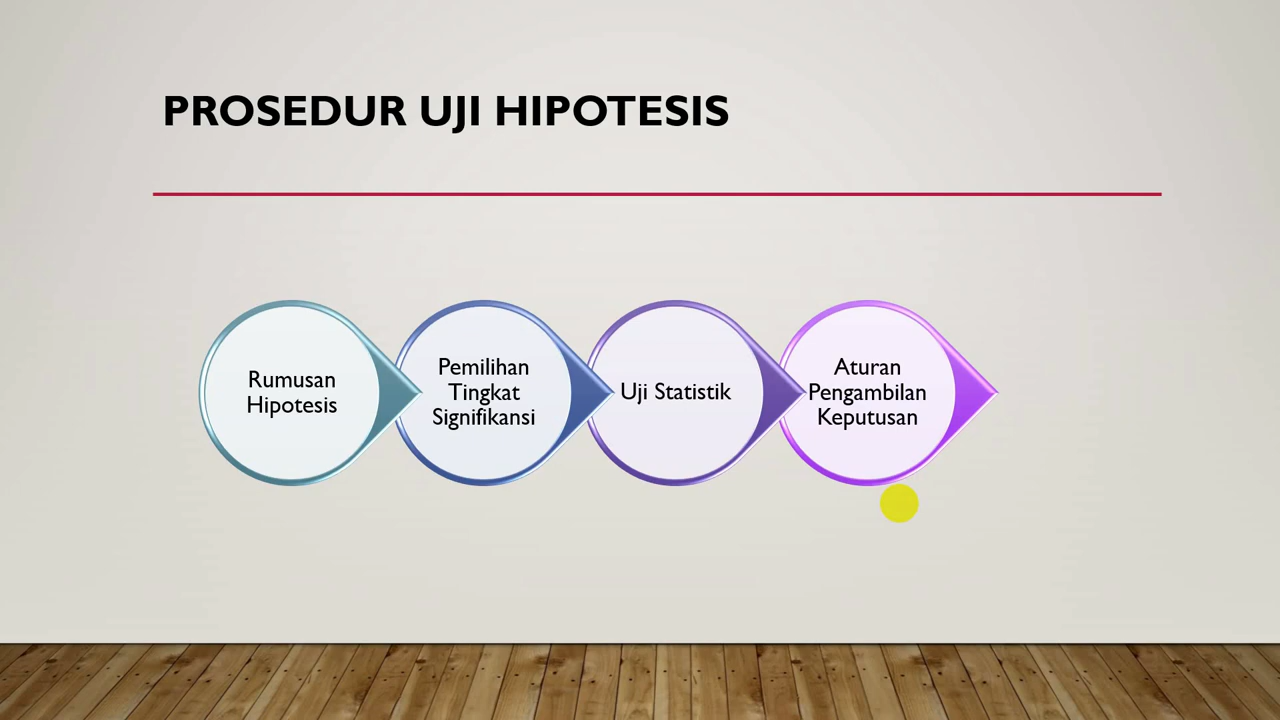 PROSEDUR UJI HIPOTESIS
Rumusan
Hipotesis
Pemilihan
Tingkat
Signifikansi
Uji Statistik
Aturan
Pengambilan
Keputusan